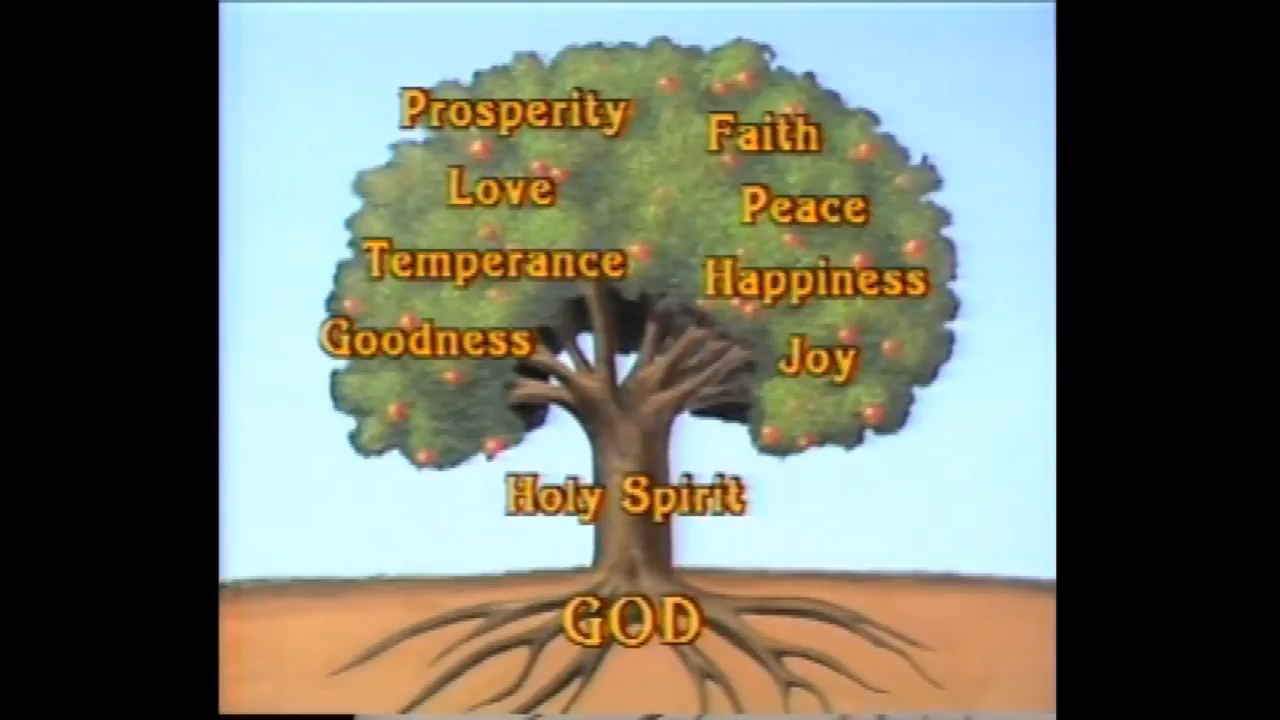 Prosperity
Love
Temperance
Goodness
Faith
Peace
Happiness
Joy
Holy Spirit
GOD